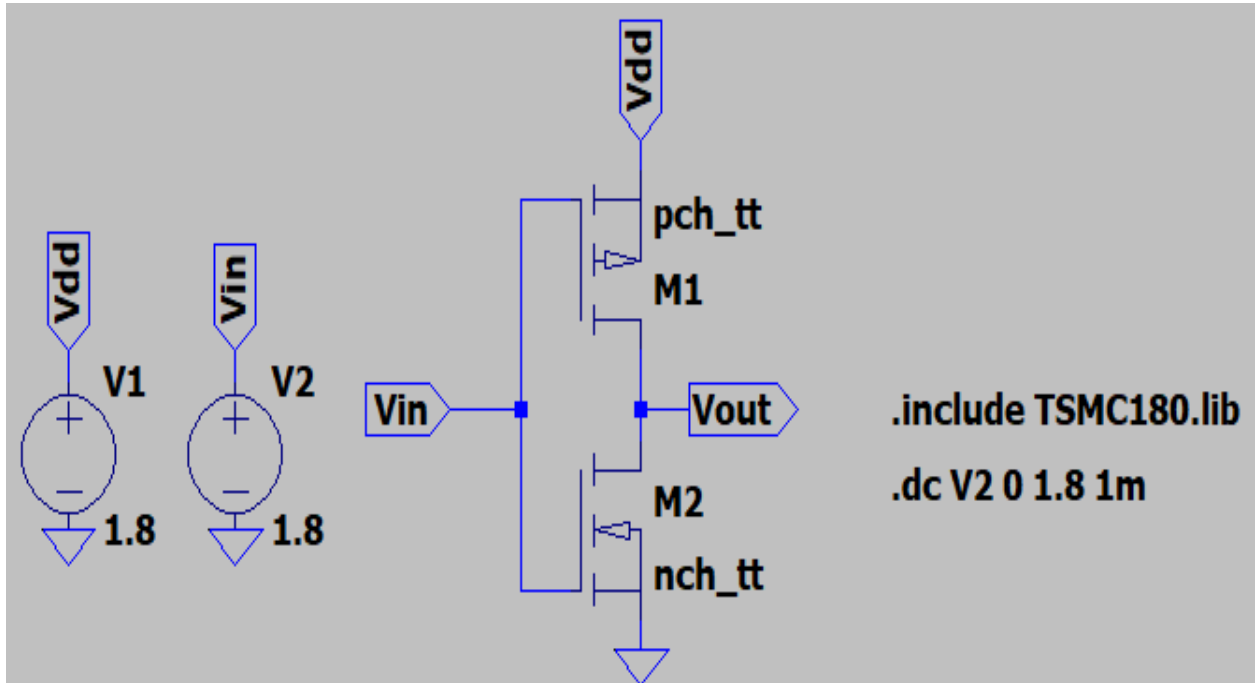 Vdd
pch_tt
M1
Vdd
Vin
V1
V2
1.8
1.8
Vin
Vout
M2
nch_tt
.include TSMC180.lib
.dc V2 0 1.8 1m